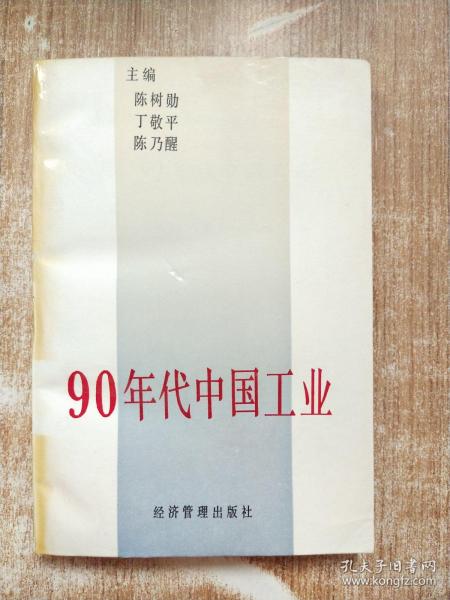 主编
陈树勋
丁敬平
陈乃醒
90年代中国工业
经济管理出版社
孔夫子旧书网
www.kongfz.com